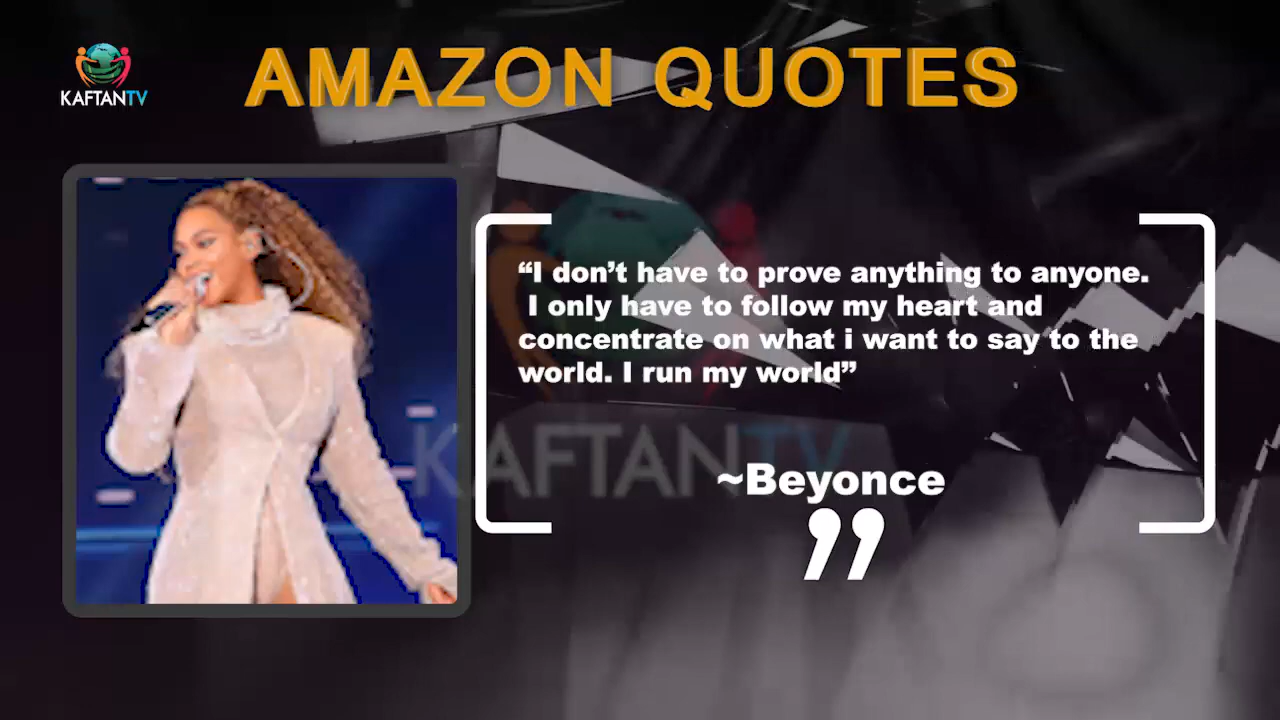 KAFTANTV
AMAZON QUOTES
“I don’t have to prove anything to anyone.
I only have to follow my heart and
concentrate on what i want to say to the
world. I run my world”
KAFTANTV
~Beyonce
”